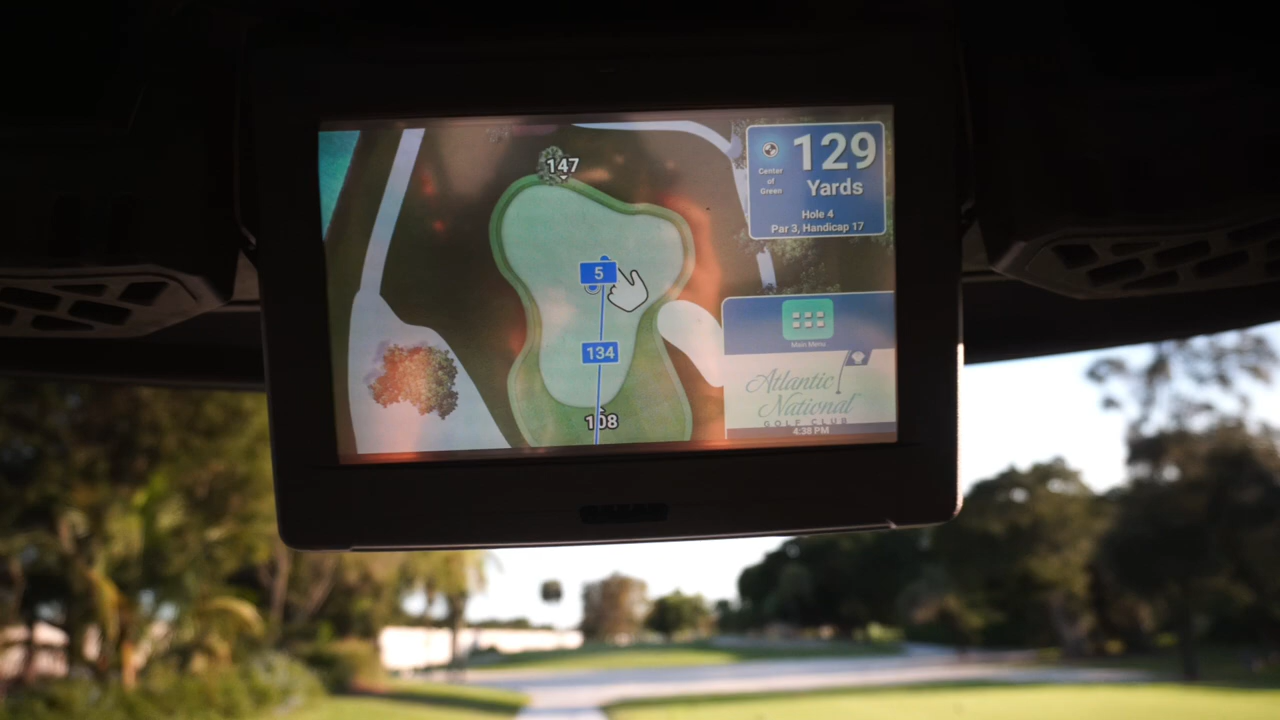 147
129
Center
of
Green
Yards
Hole 4
Par 3, Handicap 17
5
134
108
Main Menu
Atlantic
National
GOLF CLUB
4:38 PM